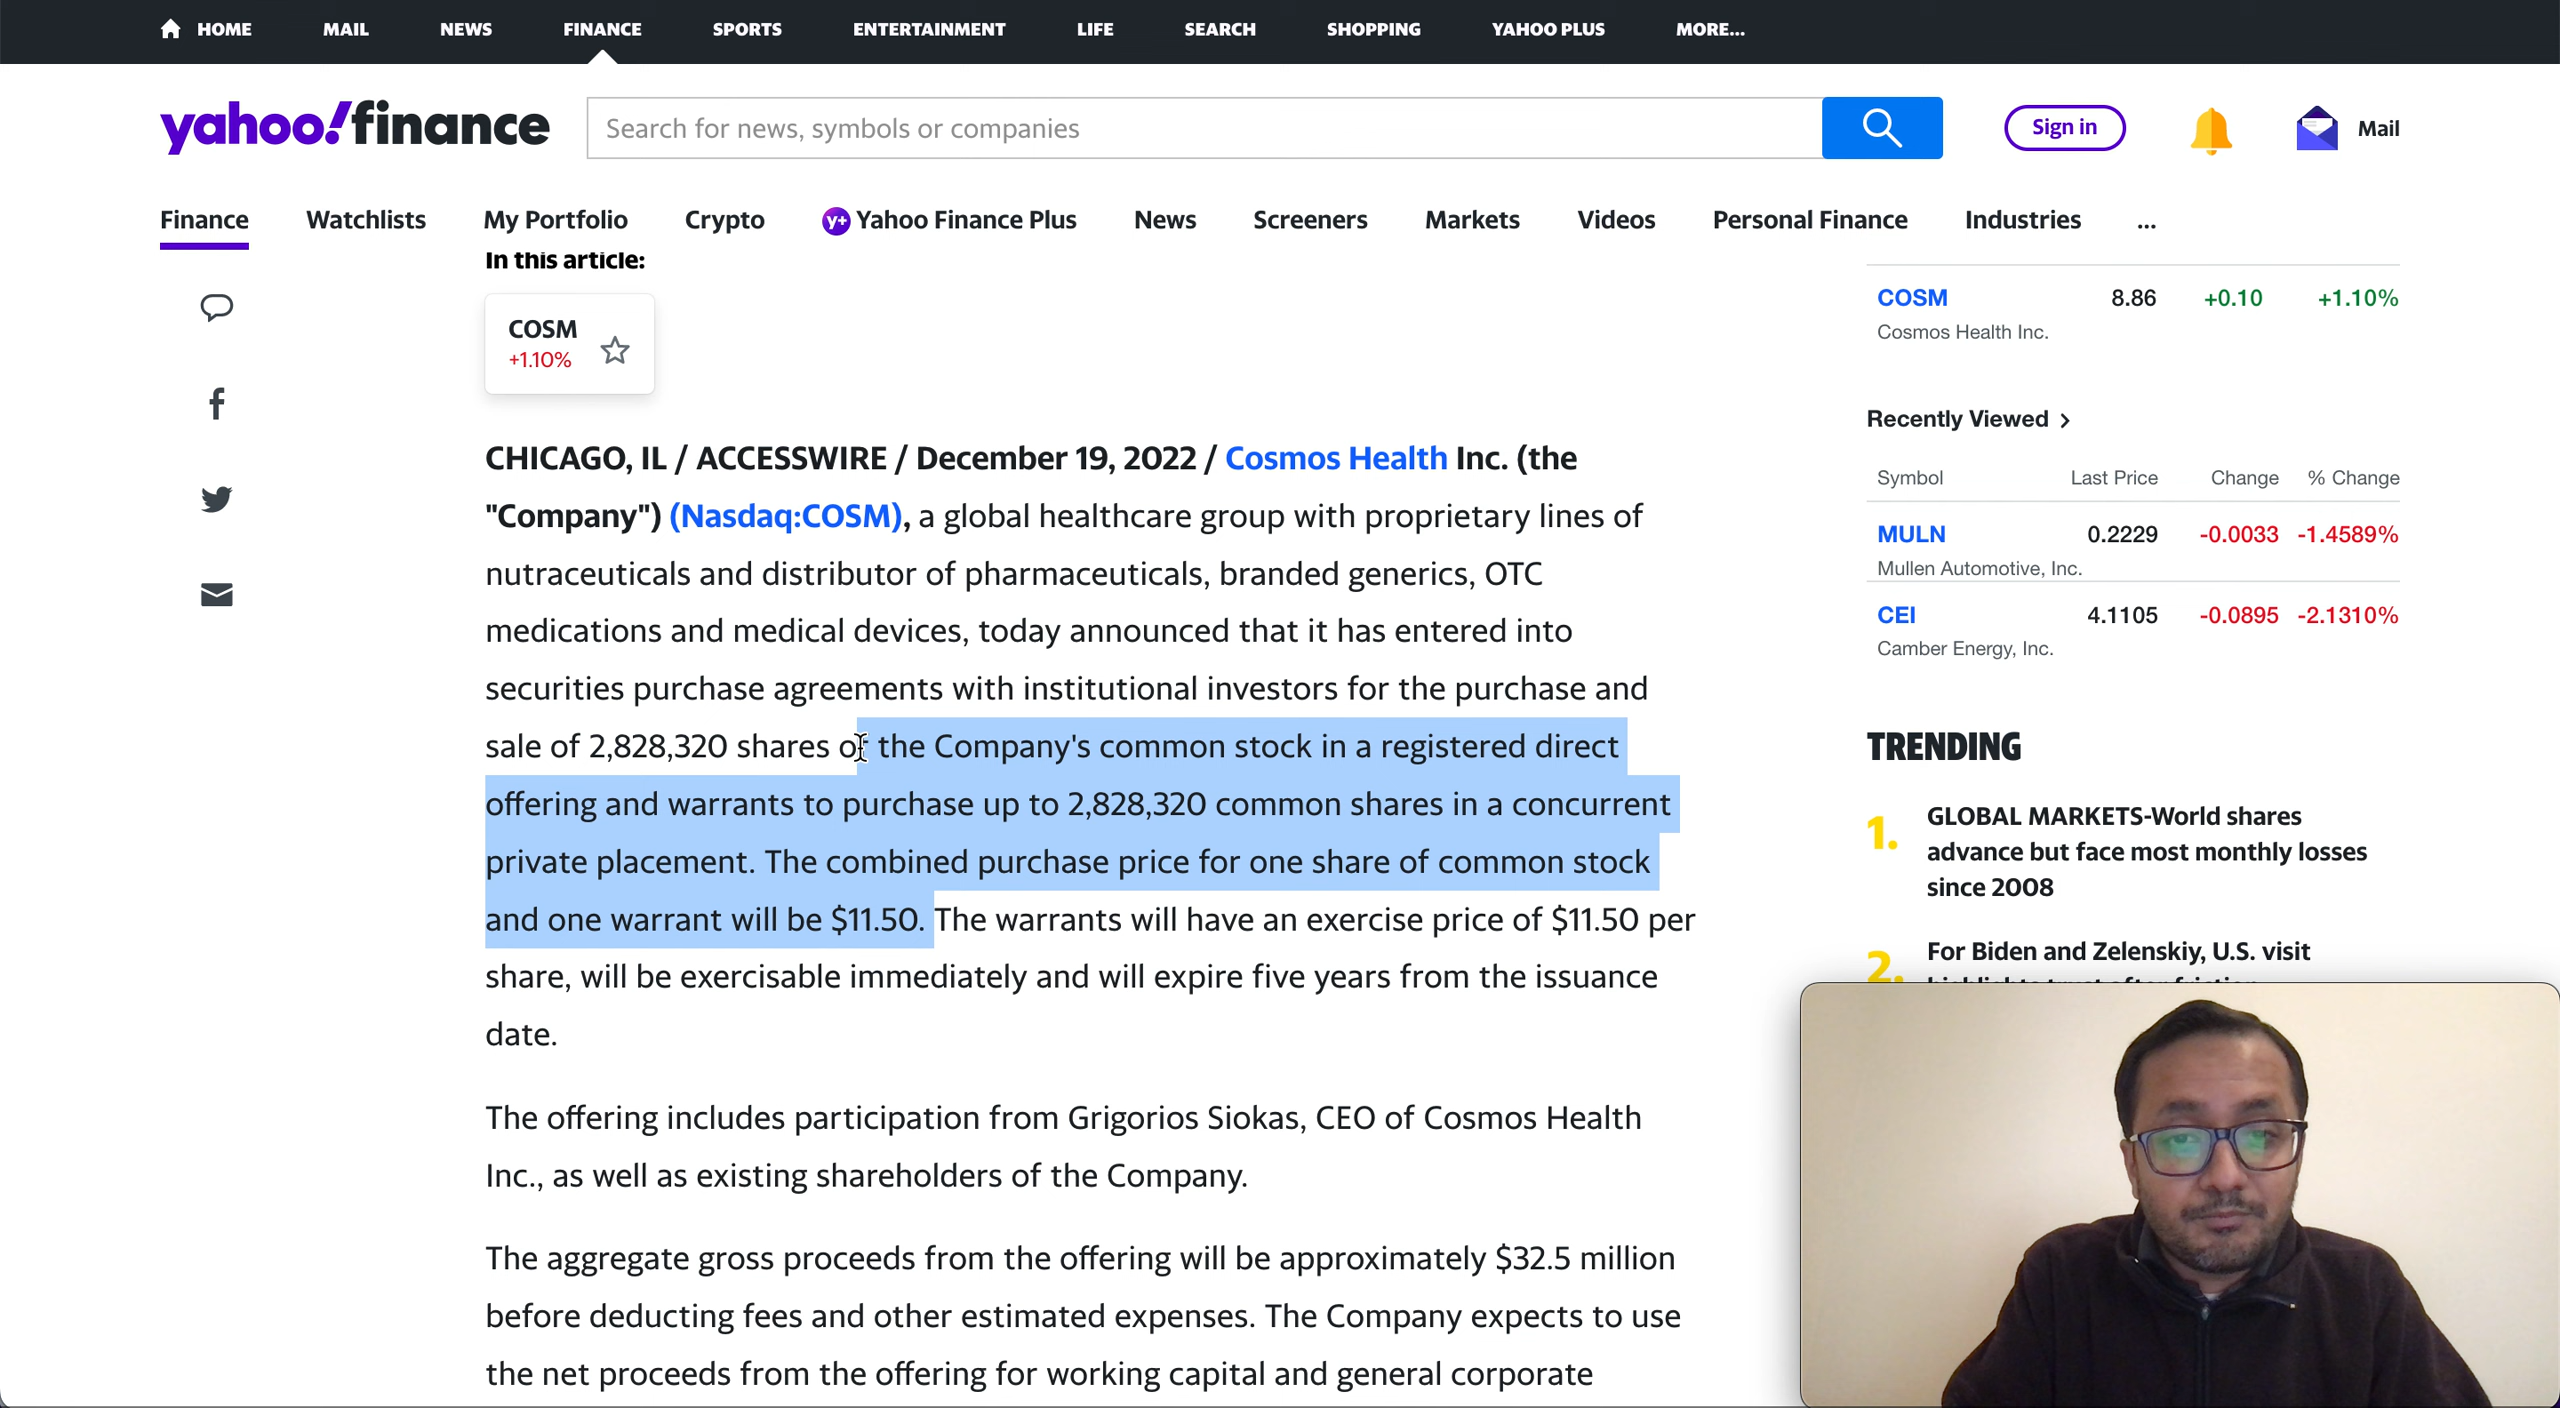 HOME MAIL NEWS FINANCE SPORTS ENTERTAINMENT LIFE SEARCH SHOPPING YAHOO PLUS MORE...
yahoo!finance Search for news, symbols or companies Sign in Mail
Finance Watchlists My Portfolio Crypto y+ Yahoo Finance Plus News Screeners Markets Videos Personal Finance Industries ...
In this article:
COSM
+1.10%
CHICAGO, IL / ACCESSWIRE / December 19, 2022 / Cosmos Health Inc. (the
"Company") (Nasdaq:COSM), a global healthcare group with proprietary lines of
nutraceuticals and distributor of pharmaceuticals, branded generics, OTC
medications and medical devices, today announced that it has entered into
securities purchase agreements with institutional investors for the purchase and
sale of 2,828,320 shares of the Company's common stock in a registered direct
offering and warrants to purchase up to 2,828,320 common shares in a concurrent
private placement. The combined purchase price for one share of common stock
and one warrant will be $11.50. The warrants will have an exercise price of $11.50 per
share, will be exercisable immediately and will expire five years from the issuance
date.
The offering includes participation from Grigorios Siokas, CEO of Cosmos Health
Inc., as well as existing shareholders of the Company.
The aggregate gross proceeds from the offering will be approximately $32.5 million
before deducting fees and other estimated expenses. The Company expects to use
the net proceeds from the offering for working capital and general corporate
COSM 8.86 +0.10 +1.10%
Cosmos Health Inc.
Recently Viewed >
Symbol Last Price Change % Change
MULN 0.2229 -0.0033 -1.4589%
Mullen Automotive, Inc.
CEI 4.1105 -0.0895 -2.1310%
Camber Energy, Inc.
TRENDING
1. GLOBAL MARKETS-World shares
advance but face most monthly losses
since 2008
2. For Biden and Zelenskiy, U.S. visit